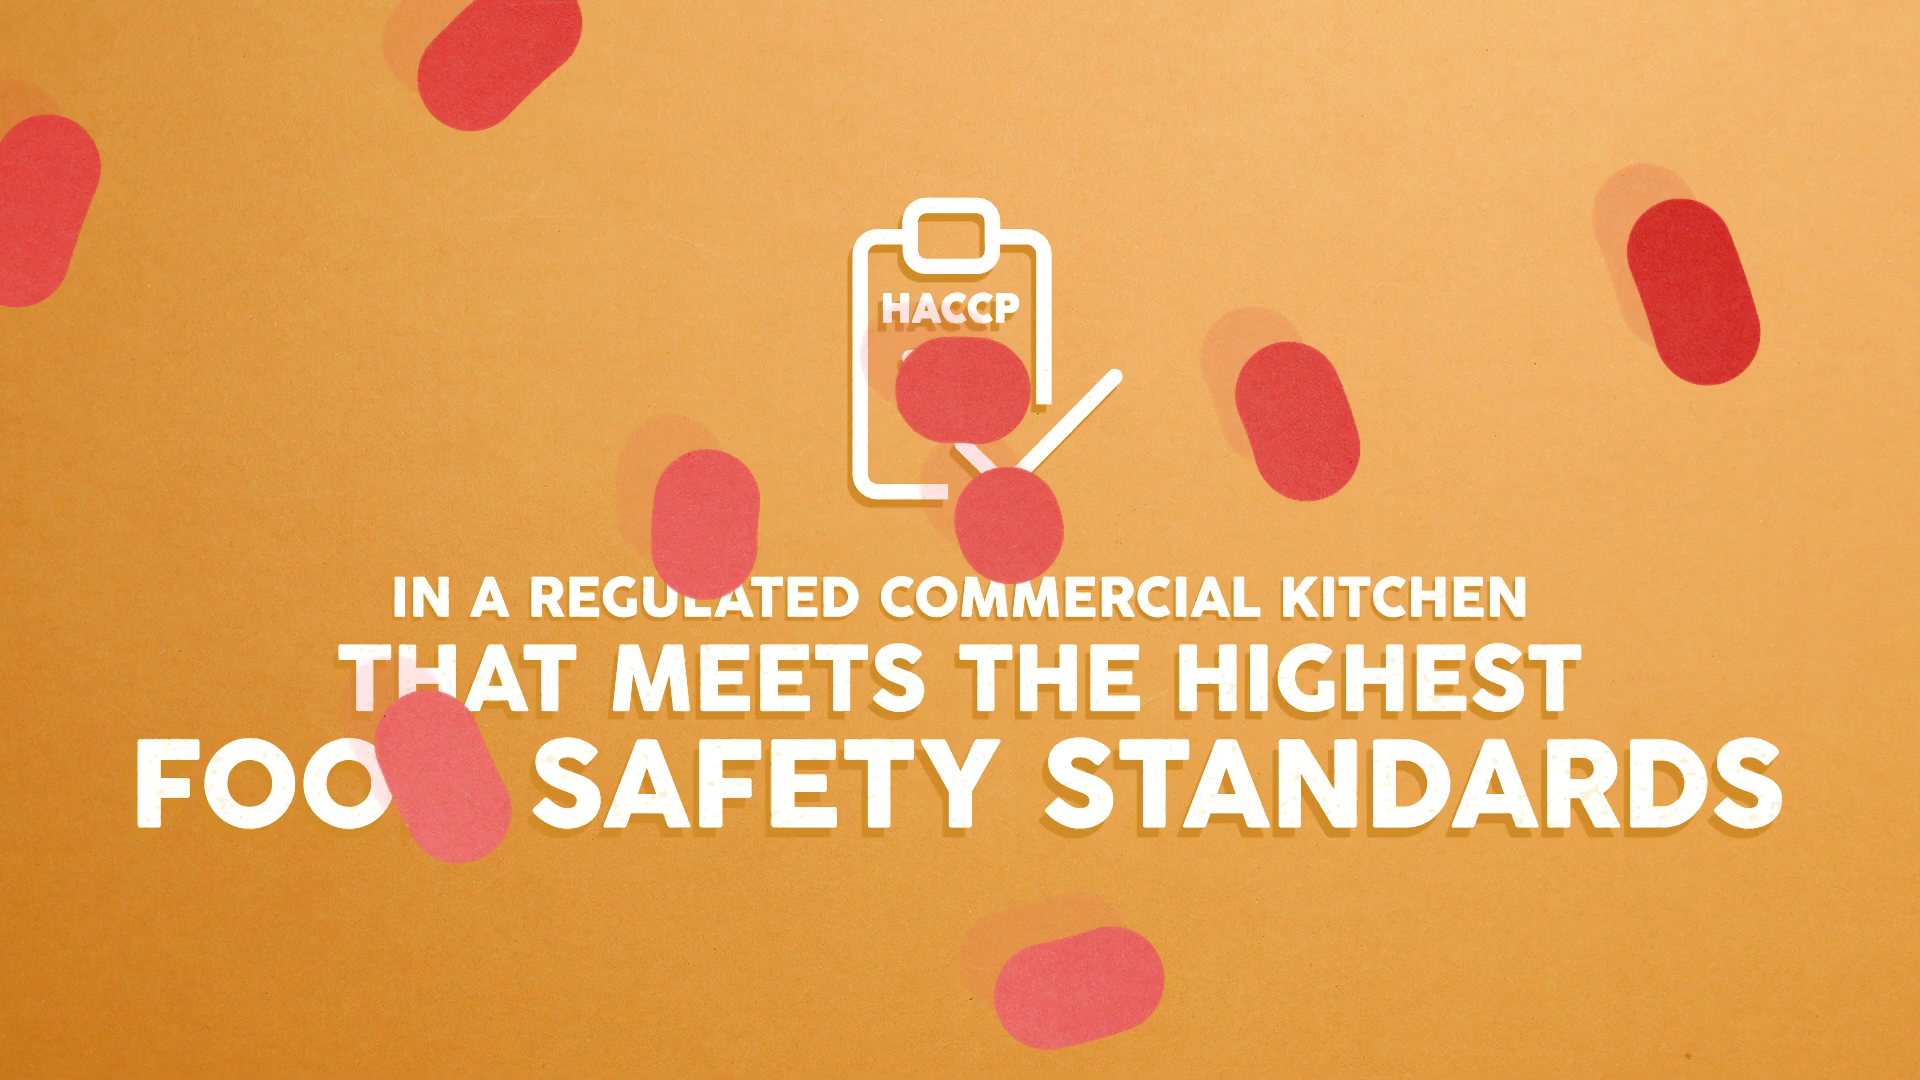 HACCP
IN A REGULATED COMMERCIAL KITCHEN
THAT MEETS THE HIGHEST
SAFETY STANDARDS